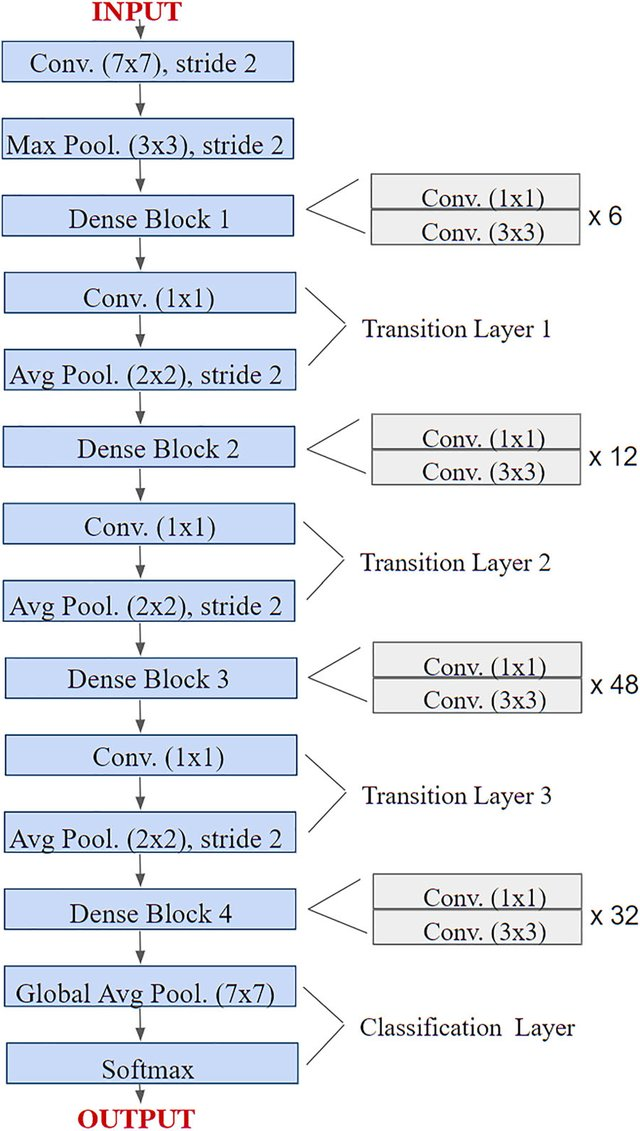 INPUT
Conv. (7x7), stride 2
Max Pool. (3x3), stride 2
Dense Block 1
Conv. (1x1)
Conv. (3x3)
x 6
Conv. (1x1)
Avg Pool. (2x2), stride 2
Transition Layer 1
Dense Block 2
Conv. (1x1)
Conv. (3x3)
x 12
Conv. (1x1)
Avg Pool. (2x2), stride 2
Transition Layer 2
Dense Block 3
Conv. (1x1)
Conv. (3x3)
x 48
Conv. (1x1)
Avg Pool. (2x2), stride 2
Transition Layer 3
Dense Block 4
Conv. (1x1)
Conv. (3x3)
x 32
Global Avg Pool. (7x7)
Softmax
Classification Layer
OUTPUT